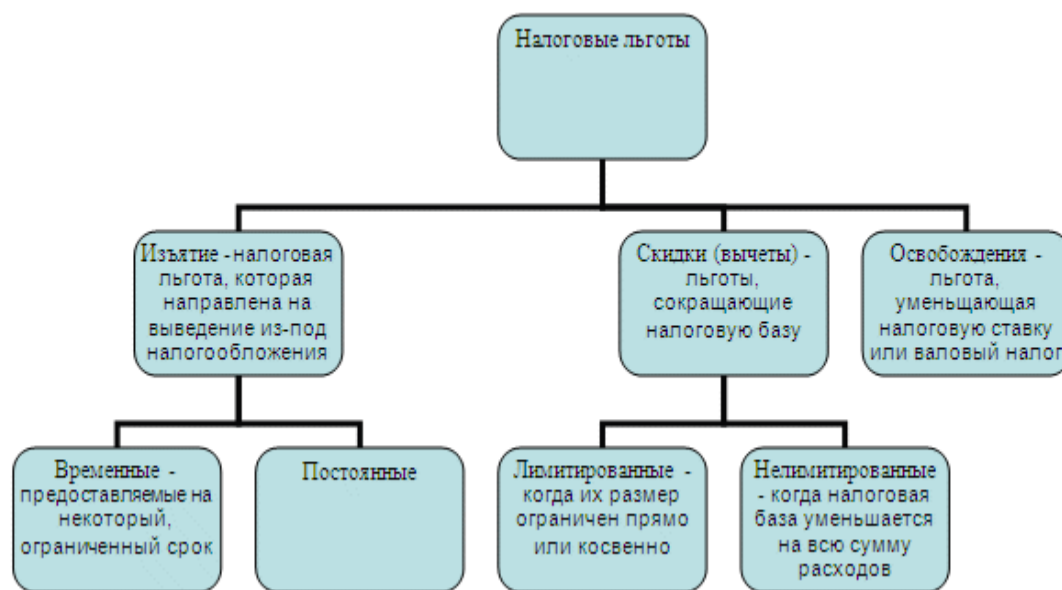 Налоговые льготы
Изъятие - налоговая
льгота, которая
направлена на
выведение из-под
налогообложения
Скидки (вычеты) -
льготы,
сокращающие
налоговую базу
Освобождения -
льгота,
уменьщающая
налоговую ставку
или валовый налог
Временные -
предоставляемые на
некоторый,
ограниченный срок
Постоянные
Лимитированные -
когда их размер
ограничен прямо
или косвенно
Нелимитированные
- когда налоговая
база уменьшается
на всю сумму
расходов